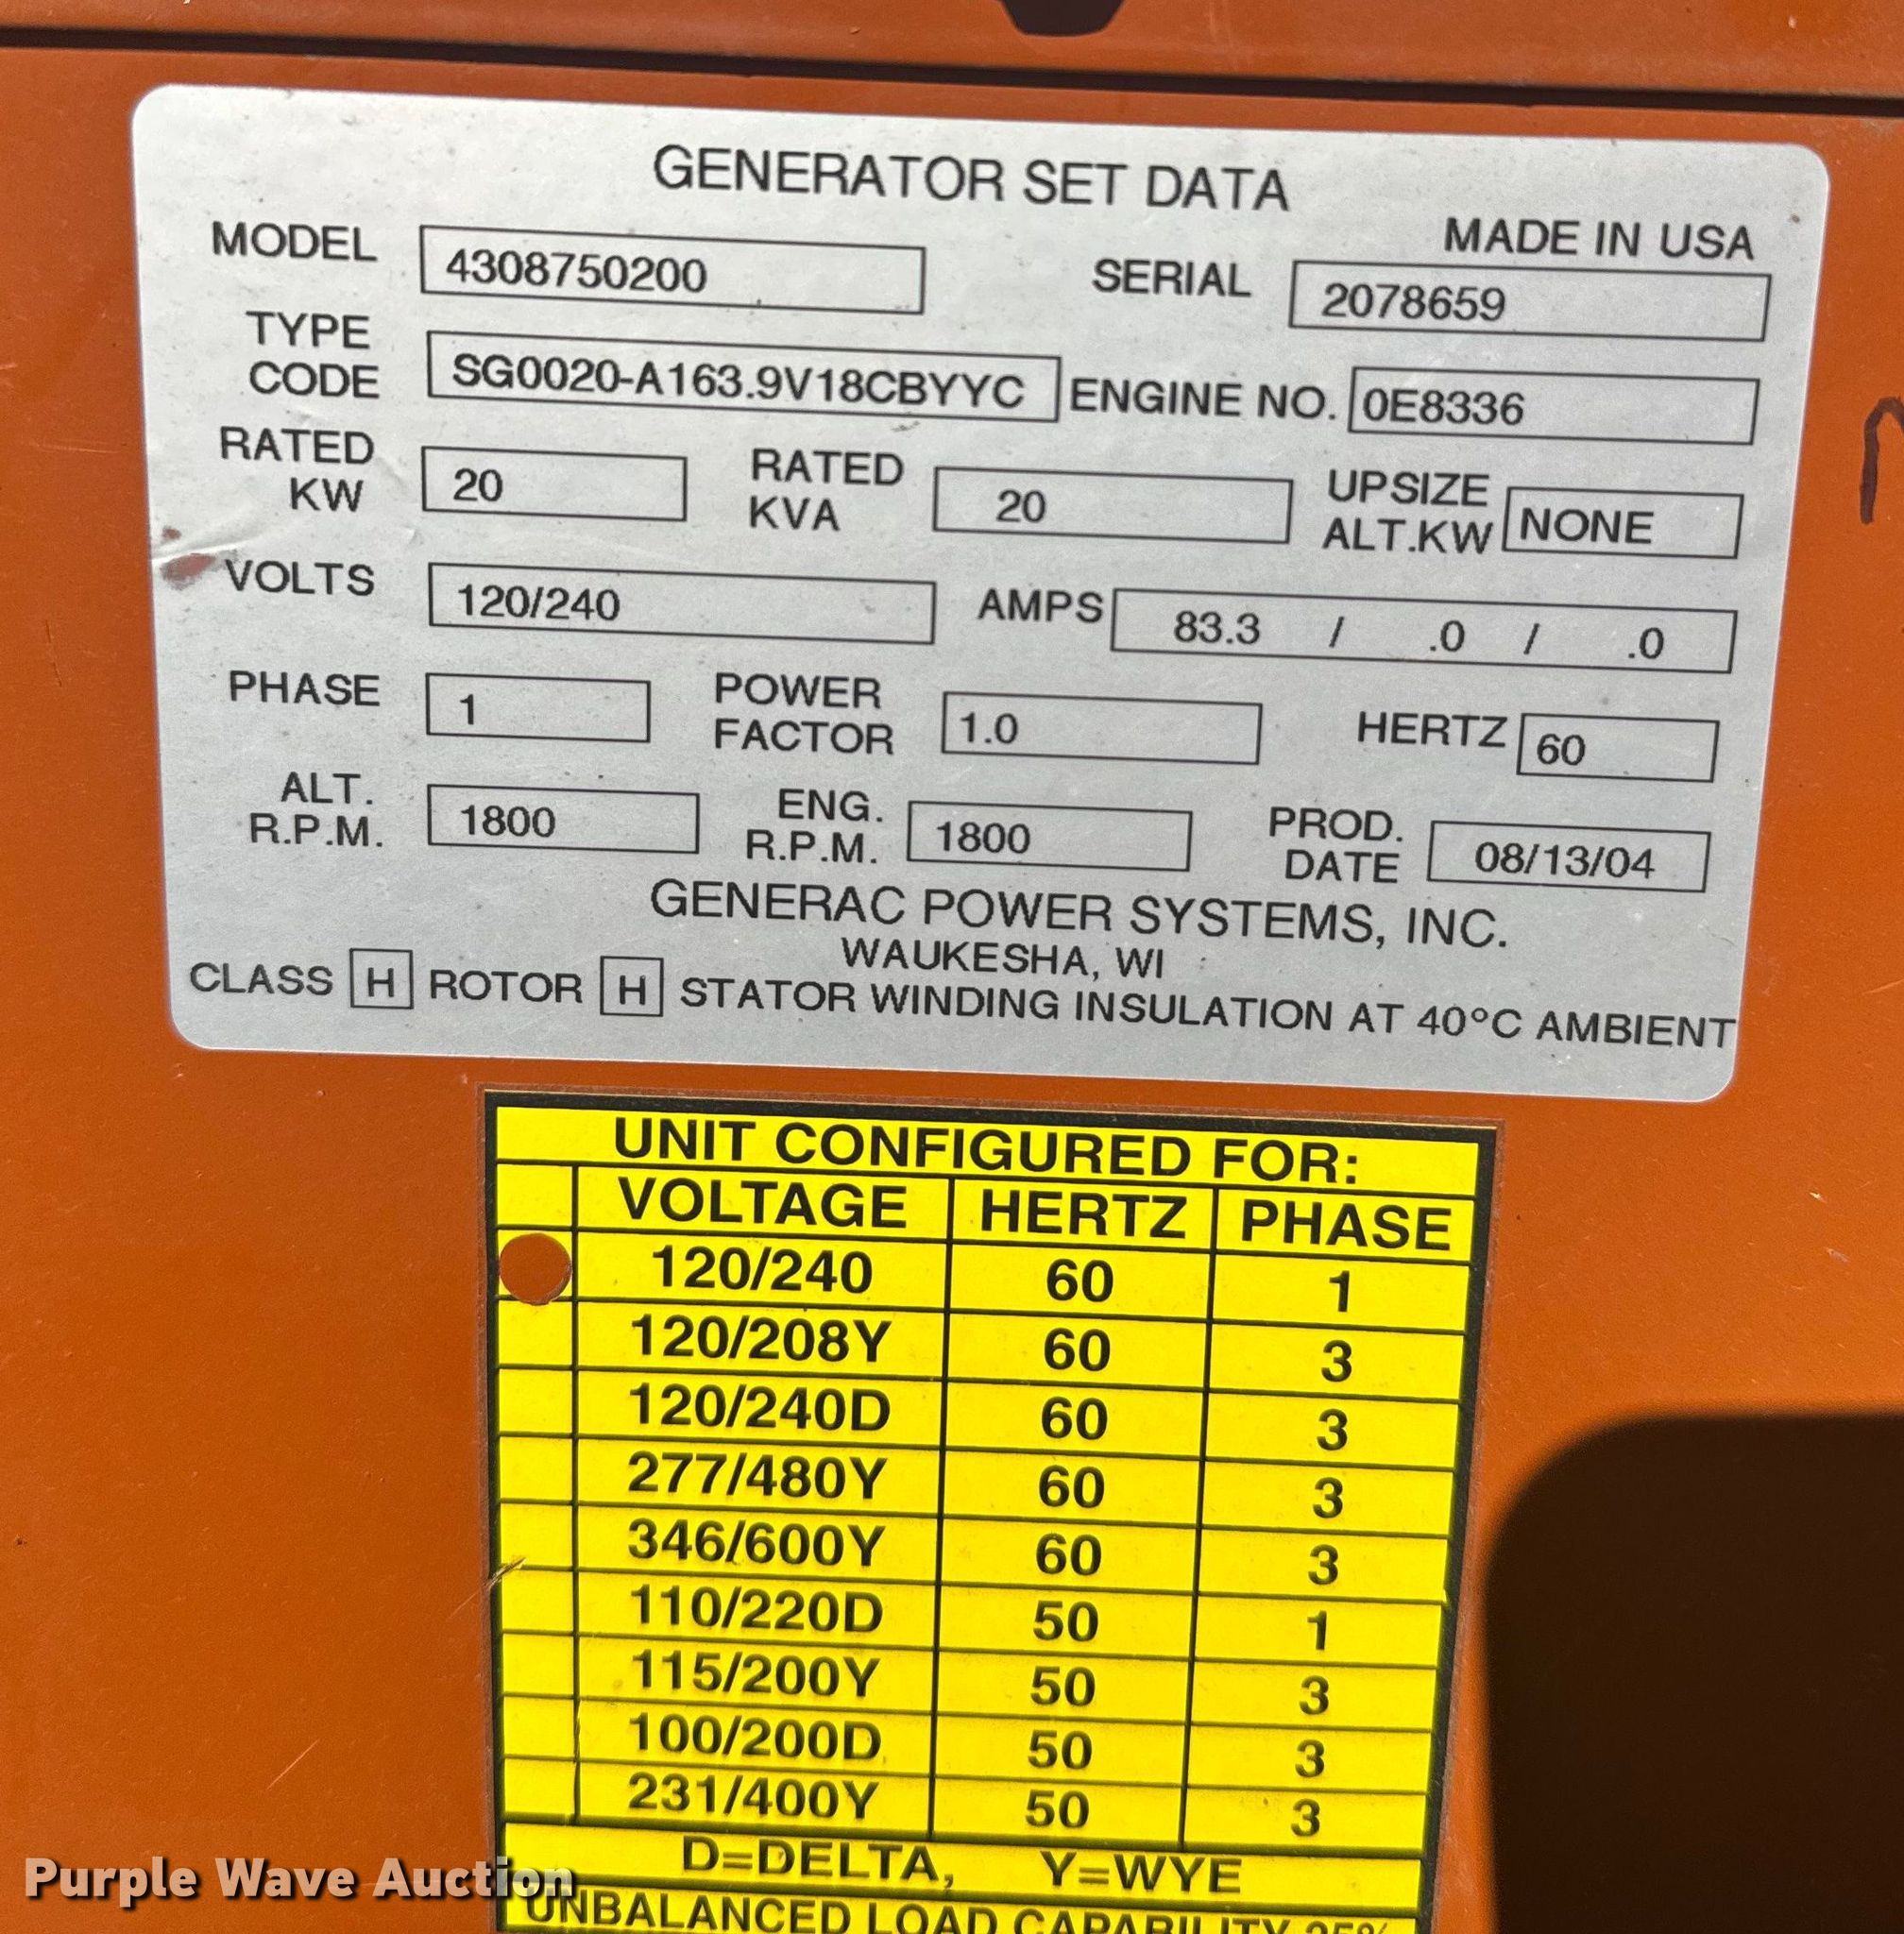 GENERATOR SET DATA
MADE IN USA
MODEL 4308750200 SERIAL 2078659
TYPE CODE SG0020-A163.9V18CBYYC ENGINE NO. 0E8336
RATED KW 20 RATED KVA 20 UPSIZE ALT.KW NONE
VOLTS 120/240 AMPS 83.3 / .0 / .0
PHASE 1 POWER FACTOR 1.0 HERTZ 60
ALT. R.P.M. 1800 ENG. R.P.M. 1800 PROD. DATE 08/13/04
GENERAC POWER SYSTEMS, INC.
WAUKESHA, WI
CLASS H ROTOR H STATOR WINDING INSULATION AT 40°C AMBIENT
UNIT CONFIGURED FOR:
VOLTAGE HERTZ PHASE
120/240 60 1
120/208Y 60 3
120/240D 60 3
277/480Y 60 3
346/600Y 60 3
110/220D 50 1
115/200Y 50 3
100/200D 50 3
231/400Y 50 3
D=DELTA, Y=WYE
UNBALANCED LOAD CAPABILITY 25%
Purple Wave Auction